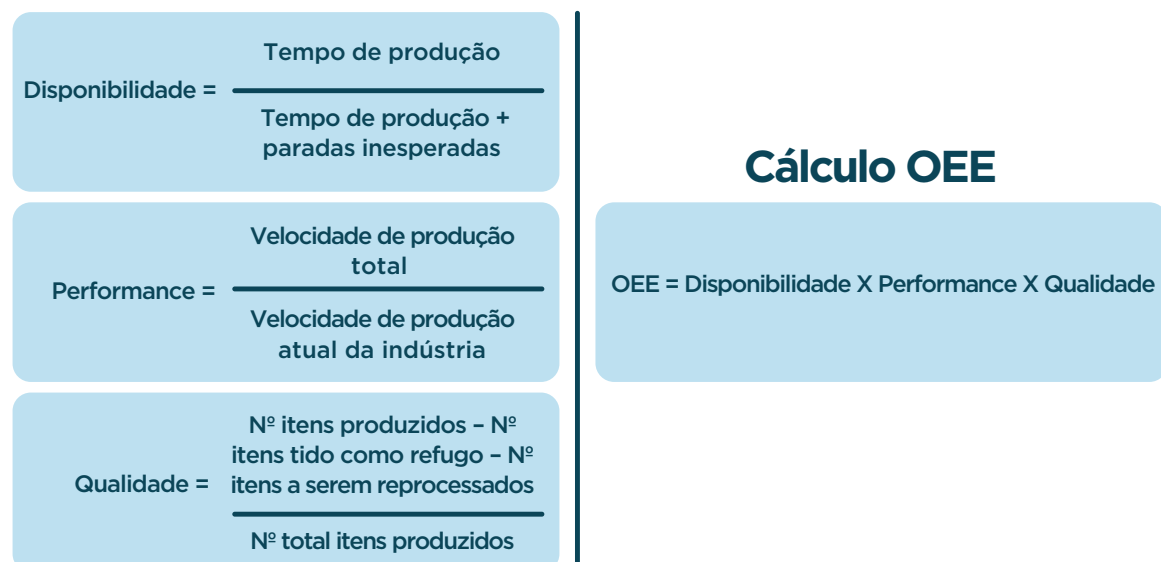 Tempo de produção
Disponibilidade =
Tempo de produção +
paradas inesperadas
Velocidade de produção
total
Performance =
Velocidade de produção
atual da indústria
Nº itens produzidos – Nº
itens tido como refugo – Nº
Qualidade = itens a serem reprocessados
Nº total itens produzidos
Cálculo OEE
OEE = Disponibilidade X Performance X Qualidade